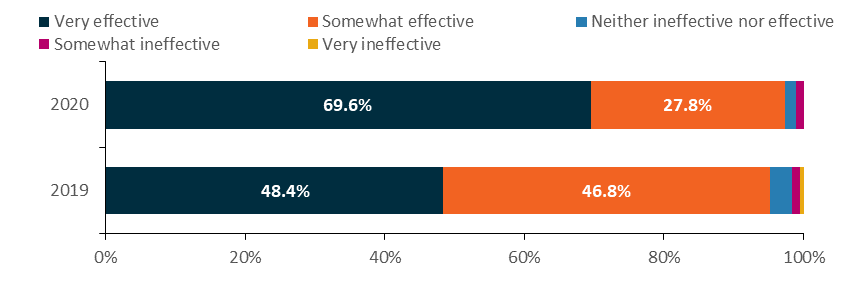 Very effective Somewhat effective Neither ineffective nor effective
Somewhat ineffective Very ineffective
2020 69.6% 27.8%
2019 48.4% 46.8%
0% 20% 40% 60% 80% 100%